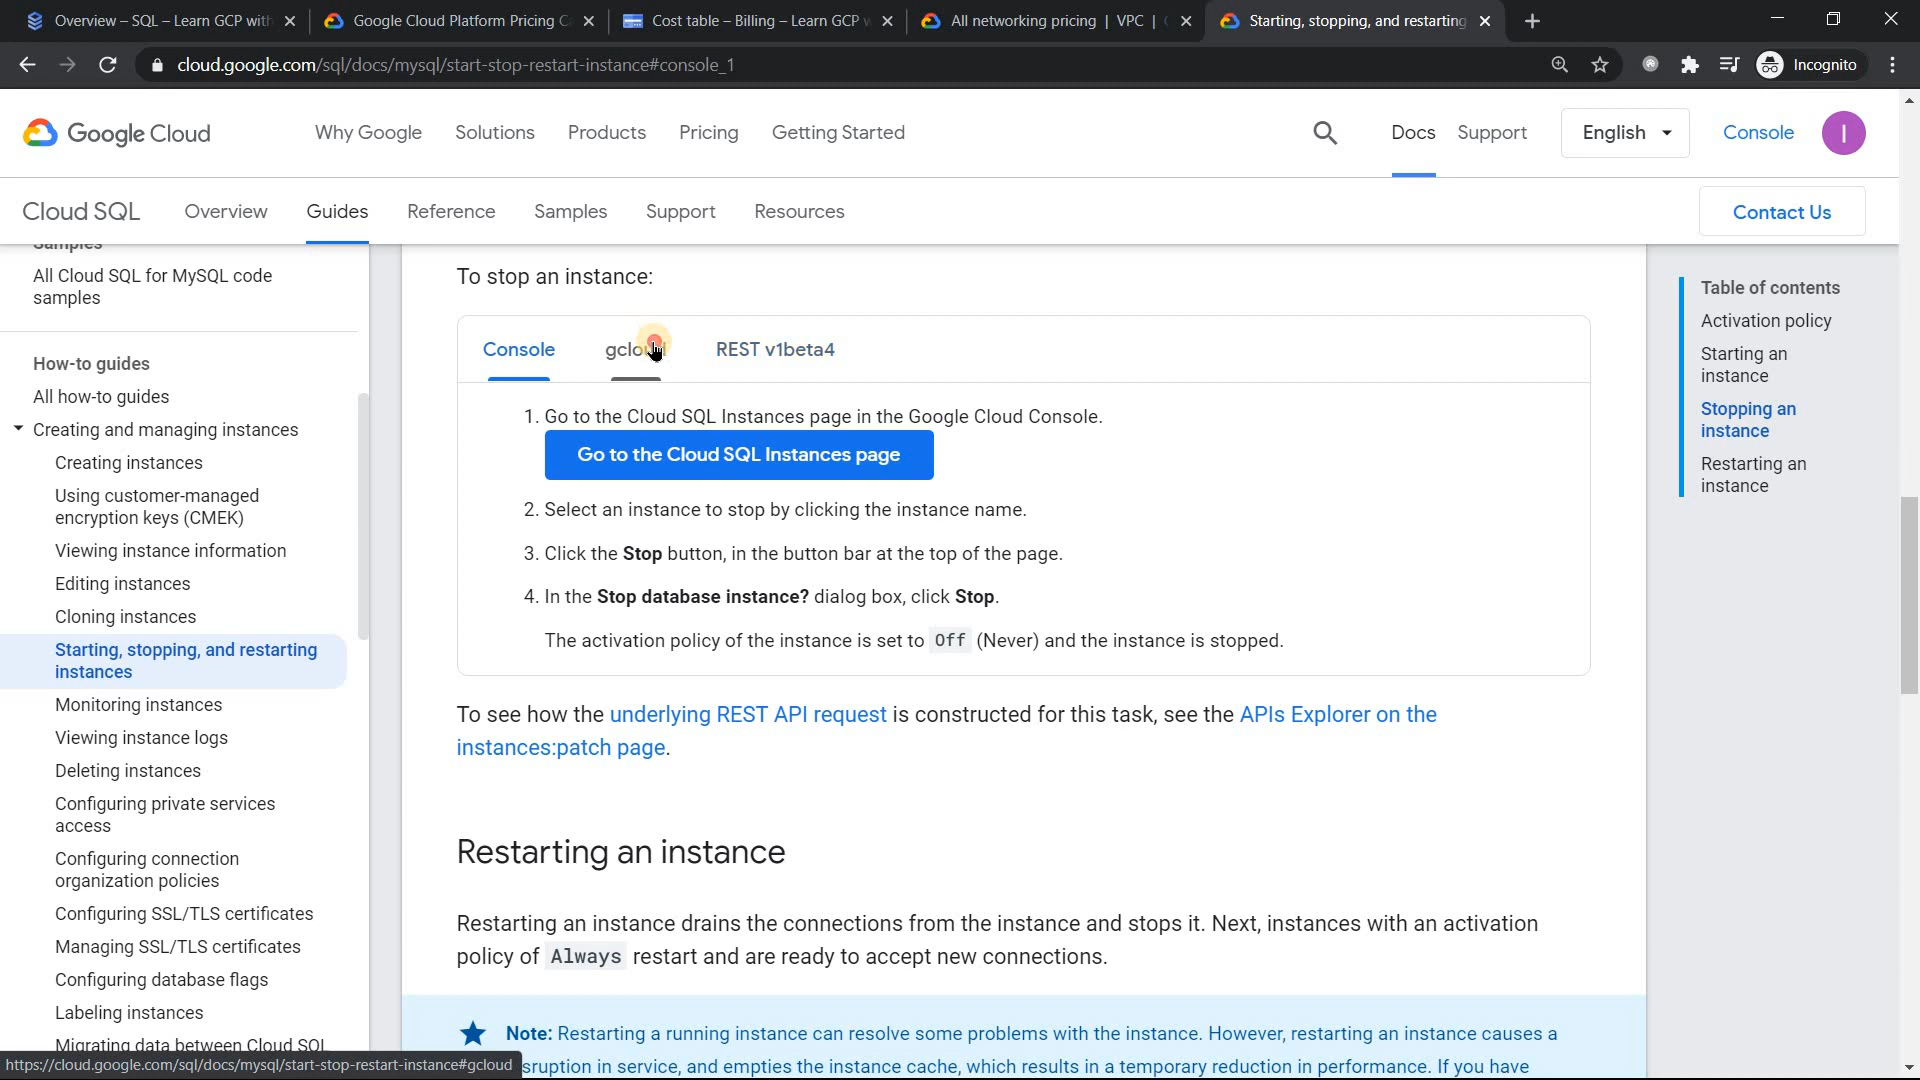 Overview – SQL – Learn GCP with
Google Cloud Platform Pricing C
Cost table – Billing – Learn GCP w
All networking pricing | VPC |
Starting, stopping, and restarting
cloud.google.com/sql/docs/mysql/start-stop-restart-instance#console_1
Incognito
Google Cloud
Why Google
Solutions
Products
Pricing
Getting Started
Docs
Support
English
Console
I
Cloud SQL
Overview
Guides
Reference
Samples
Support
Resources
Contact Us
Samples
All Cloud SQL for MySQL code
samples
How-to guides
All how-to guides
Creating and managing instances
Creating instances
Using customer-managed
encryption keys (CMEK)
Viewing instance information
Editing instances
Cloning instances
Starting, stopping, and restarting
instances
Monitoring instances
Viewing instance logs
Deleting instances
Configuring private services
access
Configuring connection
organization policies
Configuring SSL/TLS certificates
Managing SSL/TLS certificates
Configuring database flags
Labeling instances
Migrating data between Cloud SQL
https://cloud.google.com/sql/docs/mysql/start-stop-restart-instance#gcloud
To stop an instance:
Console
gcloud
REST v1beta4
1. Go to the Cloud SQL Instances page in the Google Cloud Console.
Go to the Cloud SQL Instances page
2. Select an instance to stop by clicking the instance name.
3. Click the Stop button, in the button bar at the top of the page.
4. In the Stop database instance? dialog box, click Stop.
The activation policy of the instance is set to Off (Never) and the instance is stopped.
To see how the underlying REST API request is constructed for this task, see the APIs Explorer on the
instances:patch page.
Restarting an instance
Restarting an instance drains the connections from the instance and stops it. Next, instances with an activation
policy of Always restart and are ready to accept new connections.
Note: Restarting a running instance can resolve some problems with the instance. However, restarting an instance causes a
sruption in service, and empties the instance cache, which results in a temporary reduction in performance. If you have
Table of contents
Activation policy
Starting an
instance
Stopping an
instance
Restarting an
instance